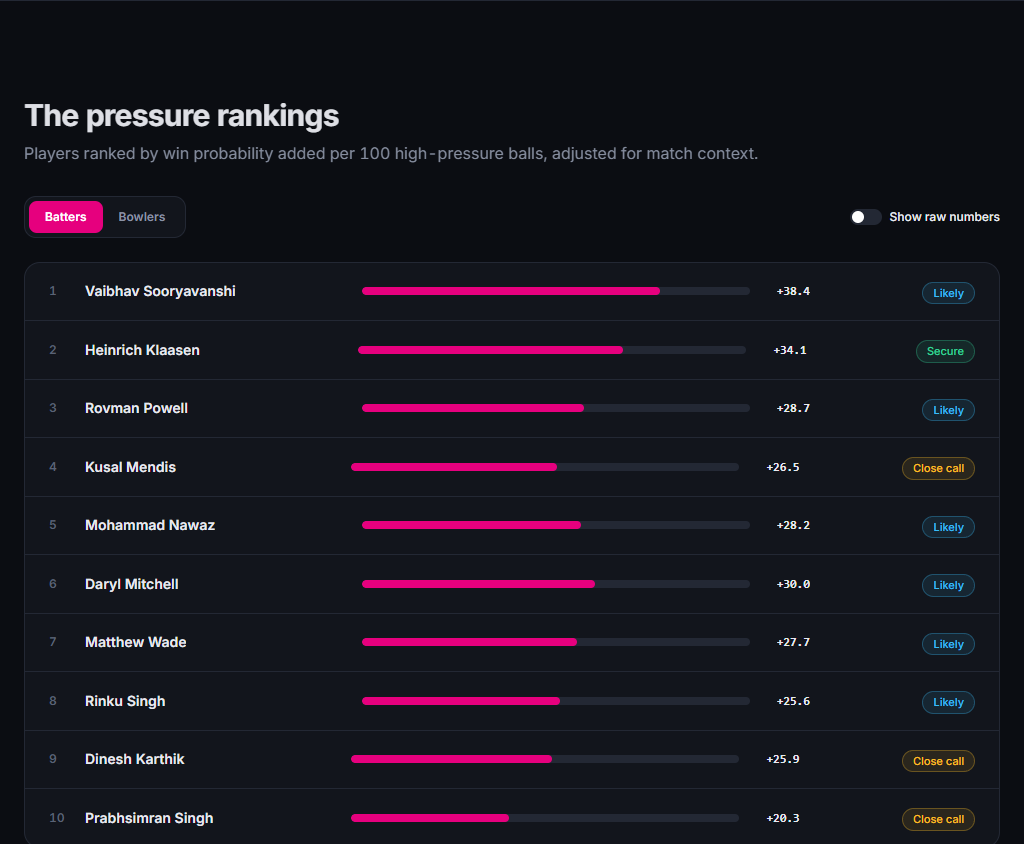 The pressure rankings
Players ranked by win probability added per 100 high-pressure balls, adjusted for match context.
Batters Bowlers Show raw numbers
1 Vaibhav Sooryavanshi +38.4 Likely
2 Heinrich Klaasen +34.1 Secure
3 Rovman Powell +28.7 Likely
4 Kusal Mendis +26.5 Close call
5 Mohammad Nawaz +28.2 Likely
6 Daryl Mitchell +30.0 Likely
7 Matthew Wade +27.7 Likely
8 Rinku Singh +25.6 Likely
9 Dinesh Karthik +25.9 Close call
10 Prabhsimran Singh +20.3 Close call